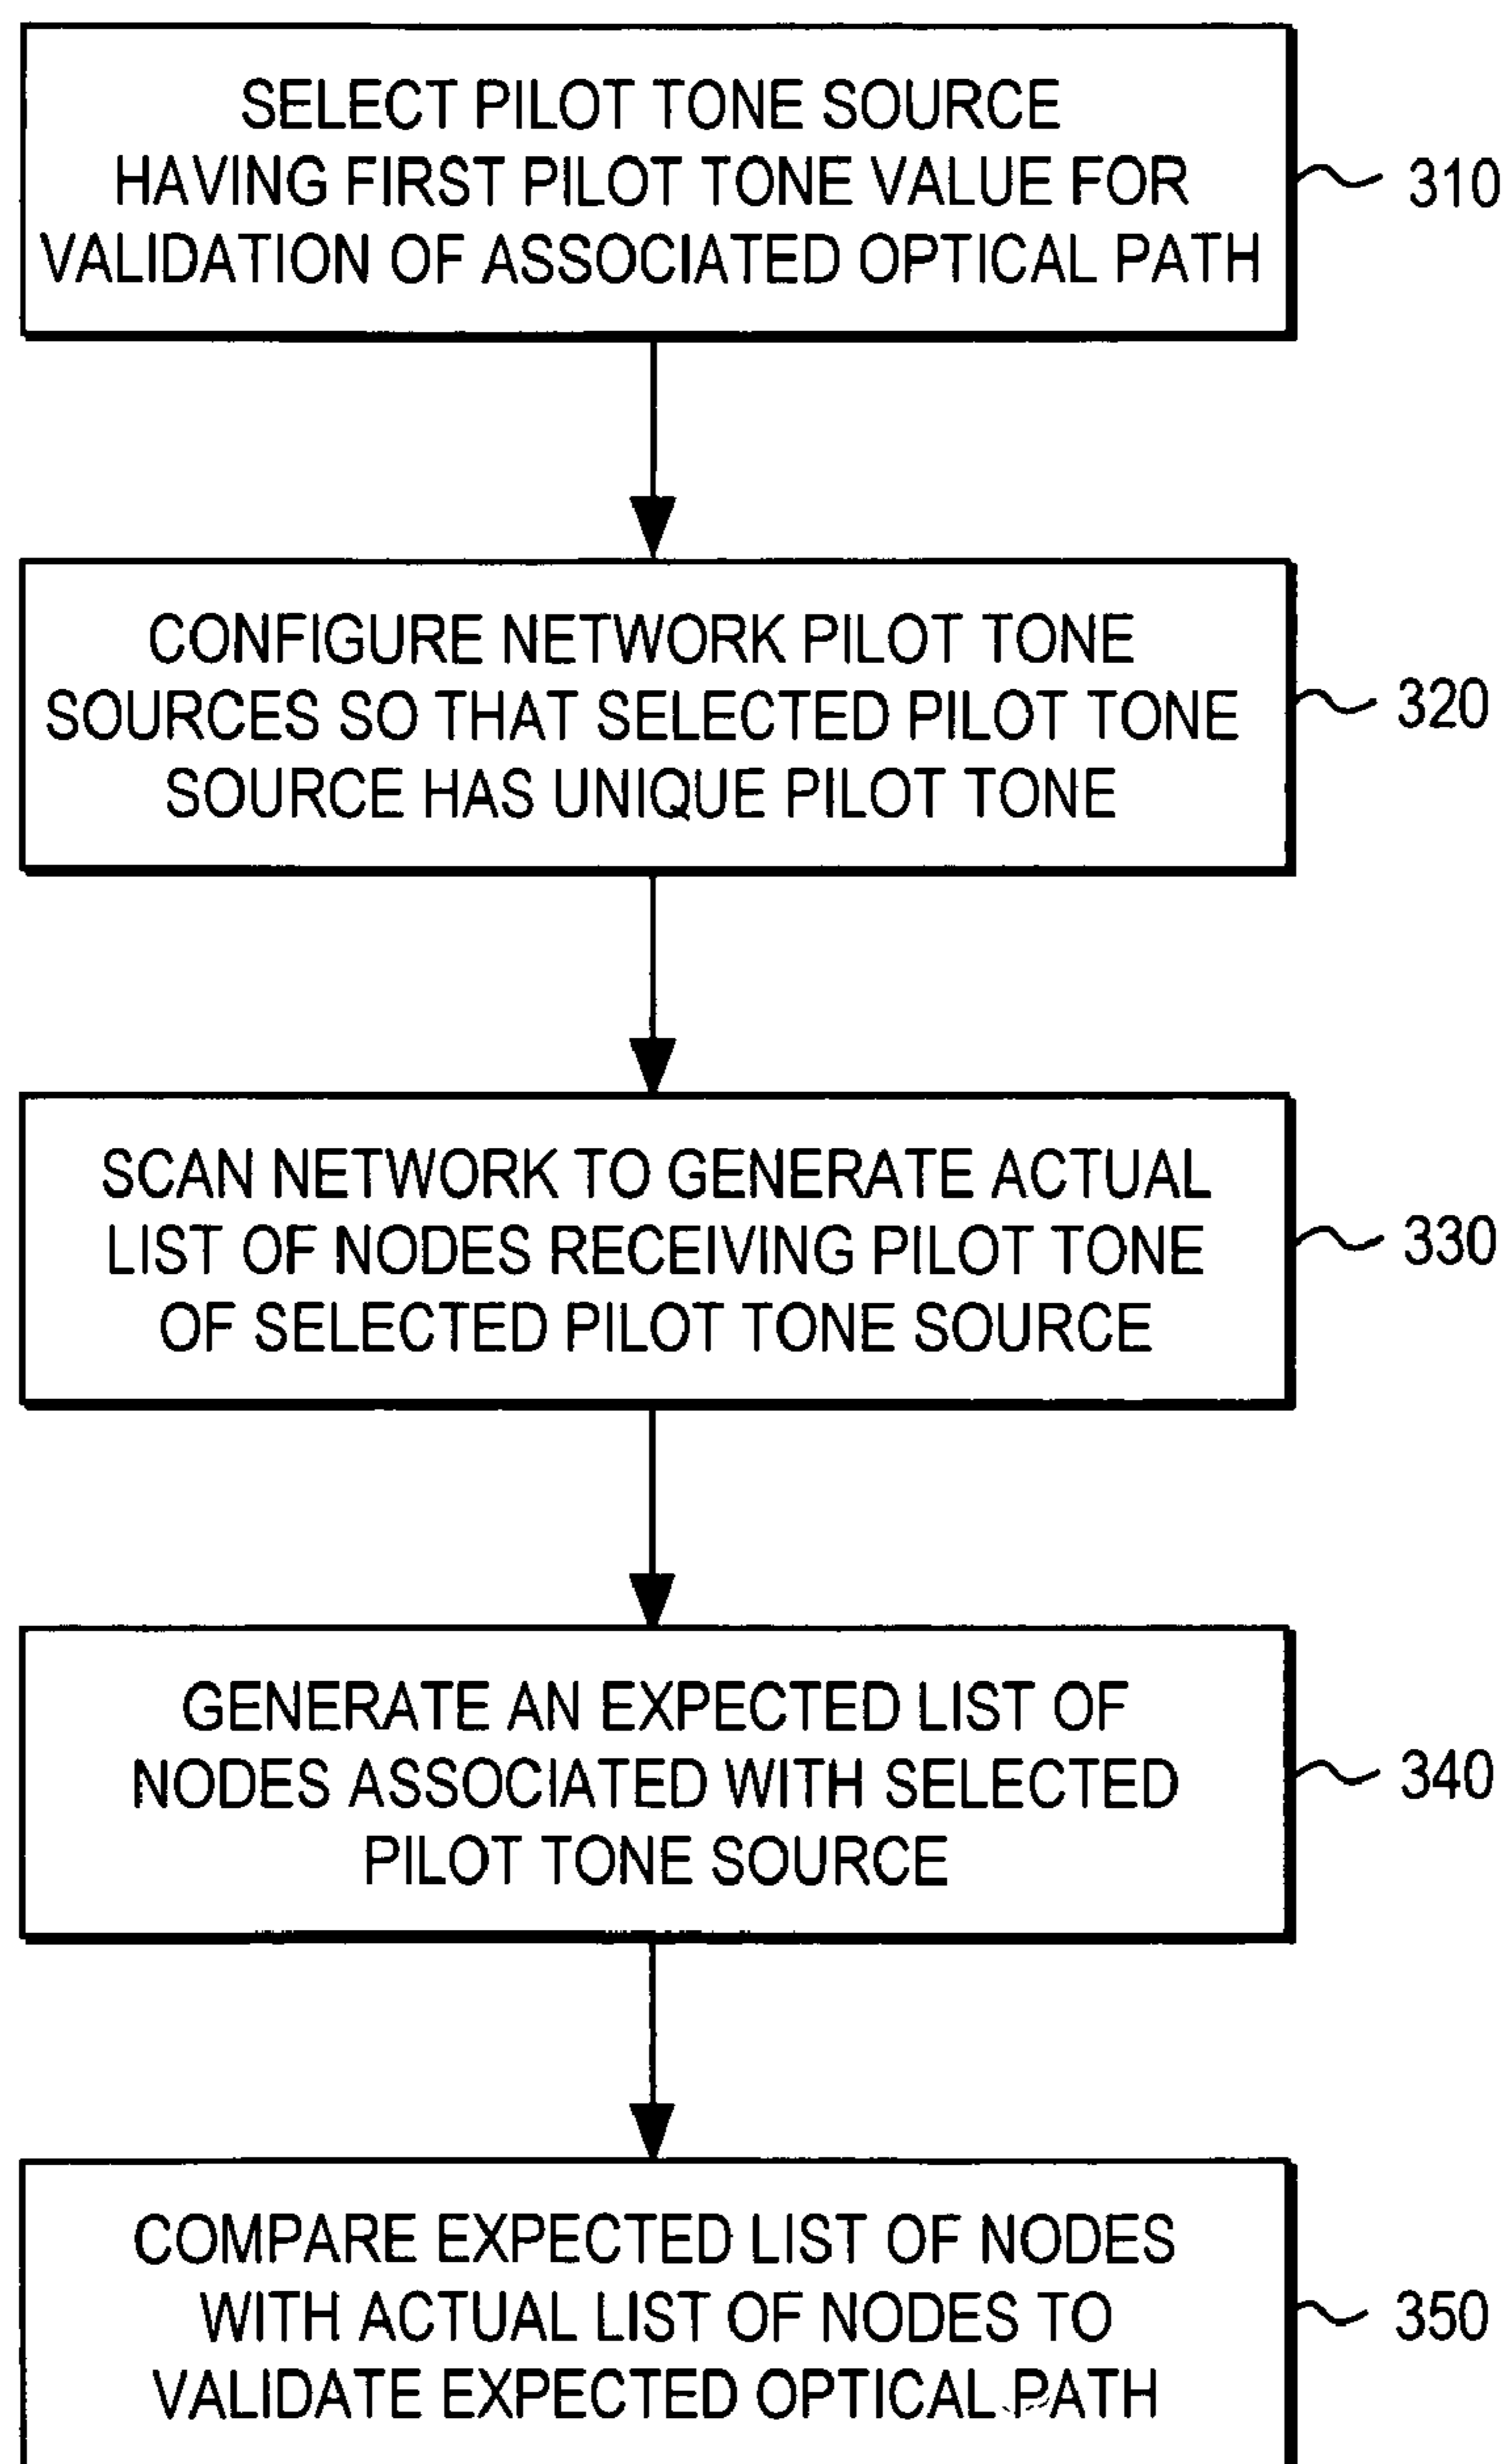 SELECT PILOT TONE SOURCE
HAVING FIRST PILOT TONE VALUE FOR
VALIDATION OF ASSOCIATED OPTICAL PATH
310
CONFIGURE NETWORK PILOT TONE
SOURCES SO THAT SELECTED PILOT TONE
SOURCE HAS UNIQUE PILOT TONE
320
SCAN NETWORK TO GENERATE ACTUAL
LIST OF NODES RECEIVING PILOT TONE
OF SELECTED PILOT TONE SOURCE
330
GENERATE AN EXPECTED LIST OF
NODES ASSOCIATED WITH SELECTED
PILOT TONE SOURCE
340
COMPARE EXPECTED LIST OF NODES
WITH ACTUAL LIST OF NODES TO
VALIDATE EXPECTED OPTICAL PATH
350